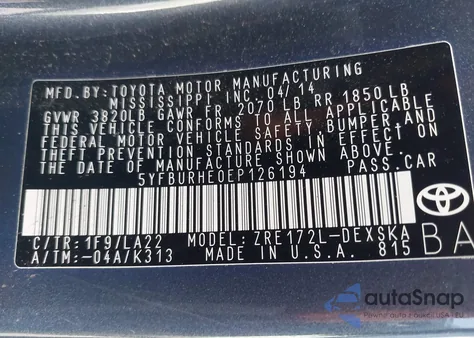 MFD.BY:TOYOTA MOTOR MANUFACTURING
MISSISSIPPI INC. 04/14
GVWR 3820LB GAWR FR 2070 LB RR 1850 LB
THIS VEHICLE CONFORMS TO ALL APPLICABLE
FEDERAL MOTOR VEHICLE SAFETY, BUMPER, AND
THEFT PREVENTION STANDARDS IN EFFECT ON
THE DATE OF MANUFACTURE SHOWN ABOVE.
5YFBURHE0EP126194 PASS.CAR
C/TR:1F9/LA22 MODEL:ZRE172L-DEXSKA
A/TM:-04A/K313 MADE IN U.S.A. 815
BA
TOYOTA
autoSnap